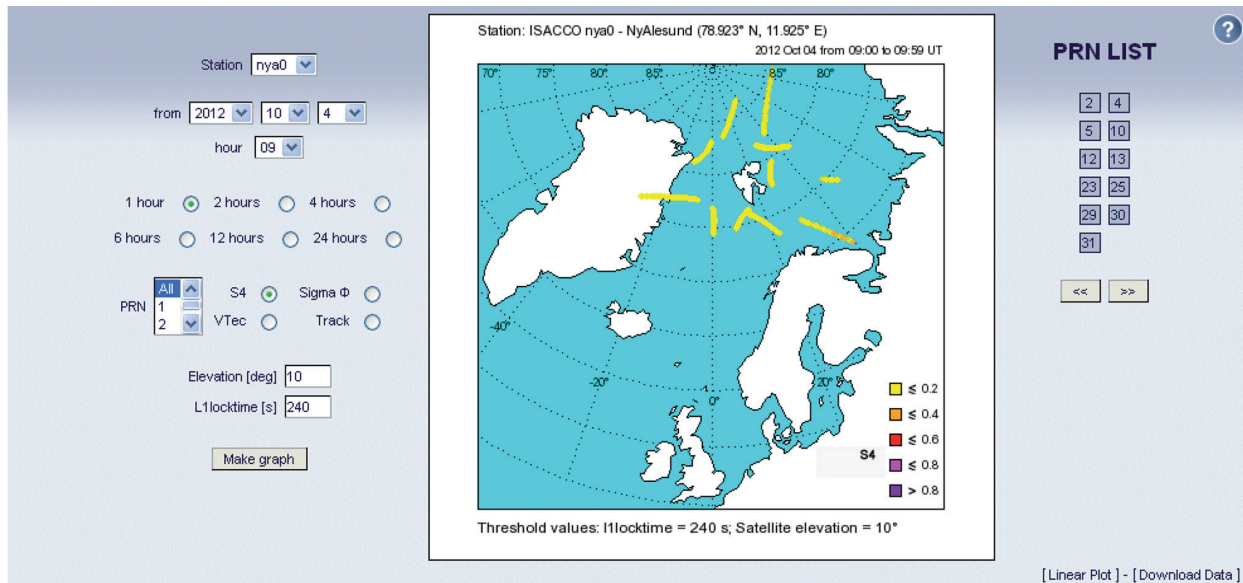 Station nya0
from 2012 10 4
hour 09
1 hour 2 hours 4 hours
6 hours 12 hours 24 hours
PRN All 1 2
S4 Sigma Φ
VTec Track
Elevation [deg] 10
L1locktime [s] 240
Make graph
Station: ISACCO nya0 - NyAlesund (78.923° N, 11.925° E)
2012 Oct 04 from 09:00 to 09:59 UT
70° 75° 80° 85° 85° 80°
-40°
-20°
0°
20°
S4
≤ 0.2
≤ 0.4
≤ 0.6
≤ 0.8
> 0.8
Threshold values: l1locktime = 240 s; Satellite elevation = 10°
?
PRN LIST
2 4
5 10
12 13
23 25
29 30
31
<< >>
[ Linear Plot ] - [ Download Data ]